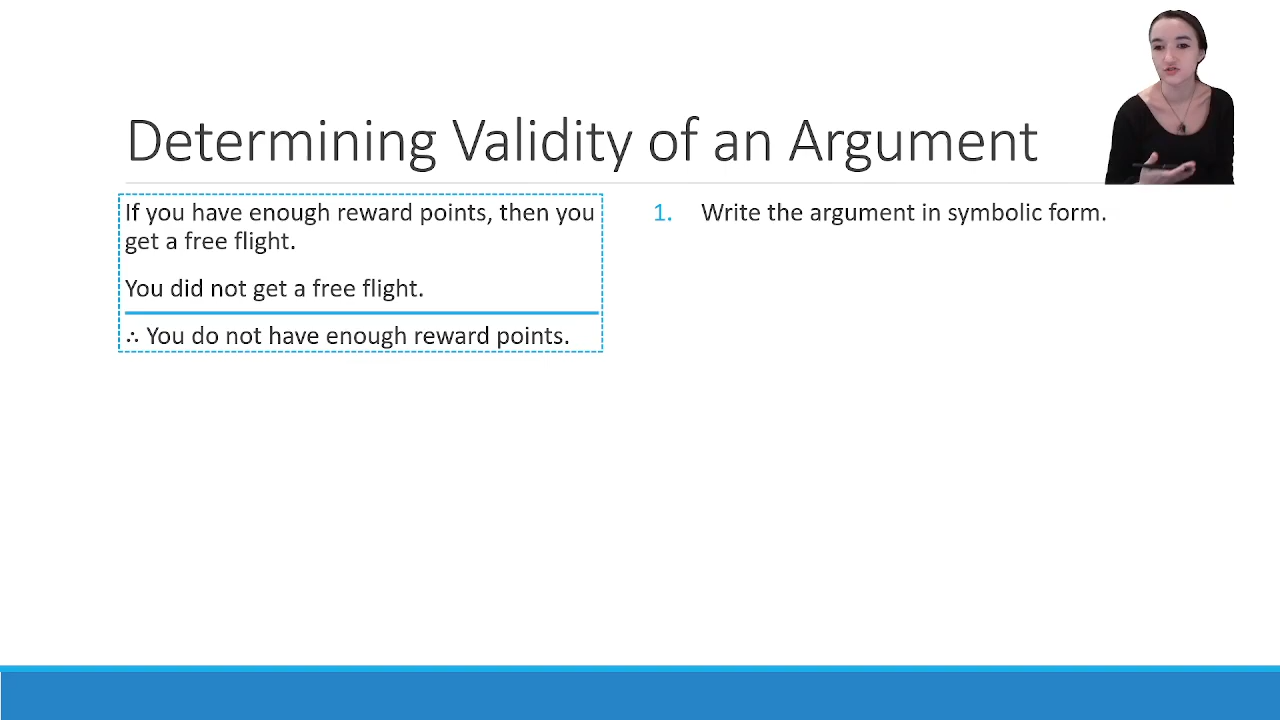 Determining Validity of an Argument
If you have enough reward points, then you
get a free flight.
You did not get a free flight.
∴ You do not have enough reward points.
1. Write the argument in symbolic form.